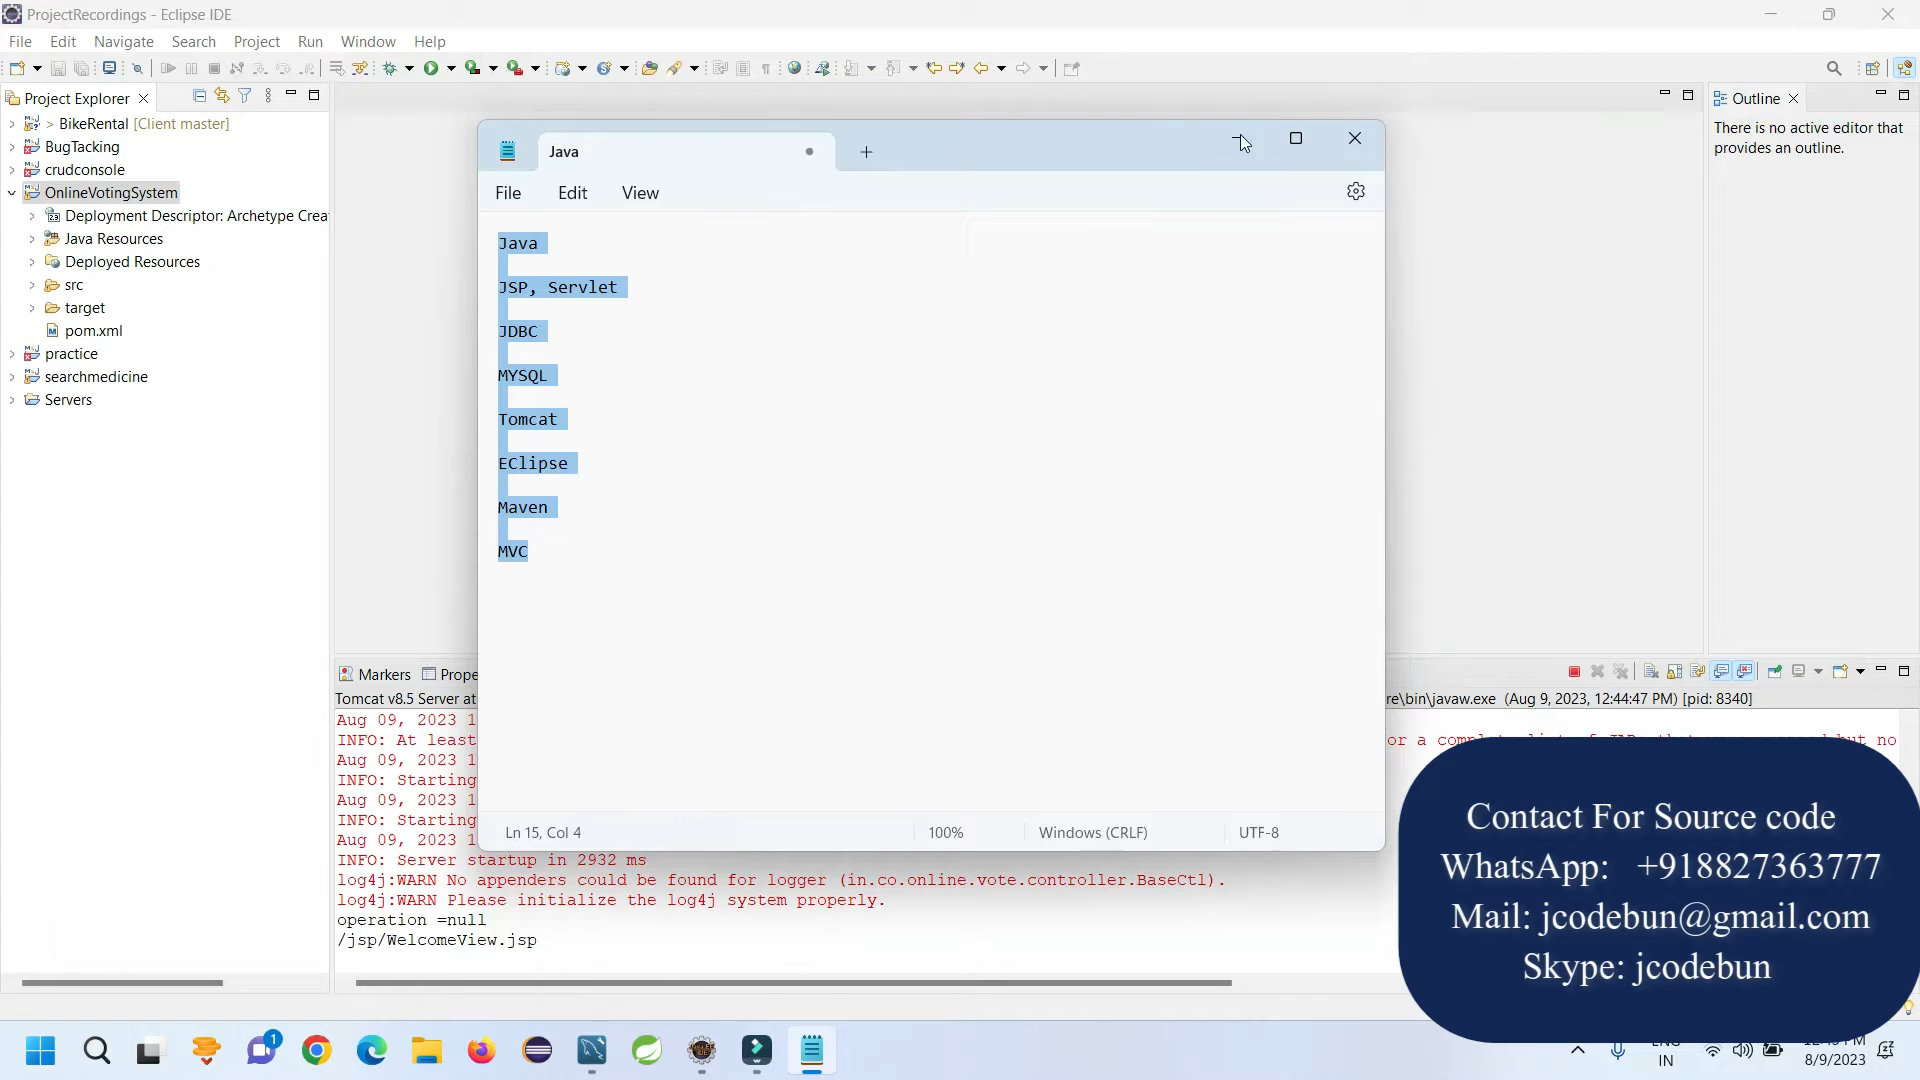 ProjectRecordings - Eclipse IDE
File Edit Navigate Search Project Run Window Help
Project Explorer
> BikeRental [Client master]
BugTacking
crudconsole
OnlineVotingSystem
Deployment Descriptor: Archetype Crea
Java Resources
Deployed Resources
src
target
pom.xml
practice
searchmedicine
Servers
Java
File Edit View
Java
JSP, Servlet
JDBC
MYSQL
Tomcat
EClipse
Maven
MVC
Ln 15, Col 4 100% Windows (CRLF) UTF-8
Outline
There is no active editor that
provides an outline.
Markers Prope
Tomcat v8.5 Server at re\bin\javaw.exe (Aug 9, 2023, 12:44:47 PM) [pid: 8340]
Aug 09, 2023 1
INFO: At least or a
Aug 09, 2023 1
INFO: Starting
Aug 09, 2023 1
INFO: Starting
Aug 09, 2023 1
INFO: Server startup in 2932 ms
log4j:WARN No appenders could be found for logger (in.co.online.vote.controller.BaseCtl).
log4j:WARN Please initialize the log4j system properly.
operation =null
/jsp/WelcomeView.jsp
Contact For Source code
WhatsApp: +918827363777
Mail: jcodebun@gmail.com
Skype: jcodebun
1
IN
8/9/2023